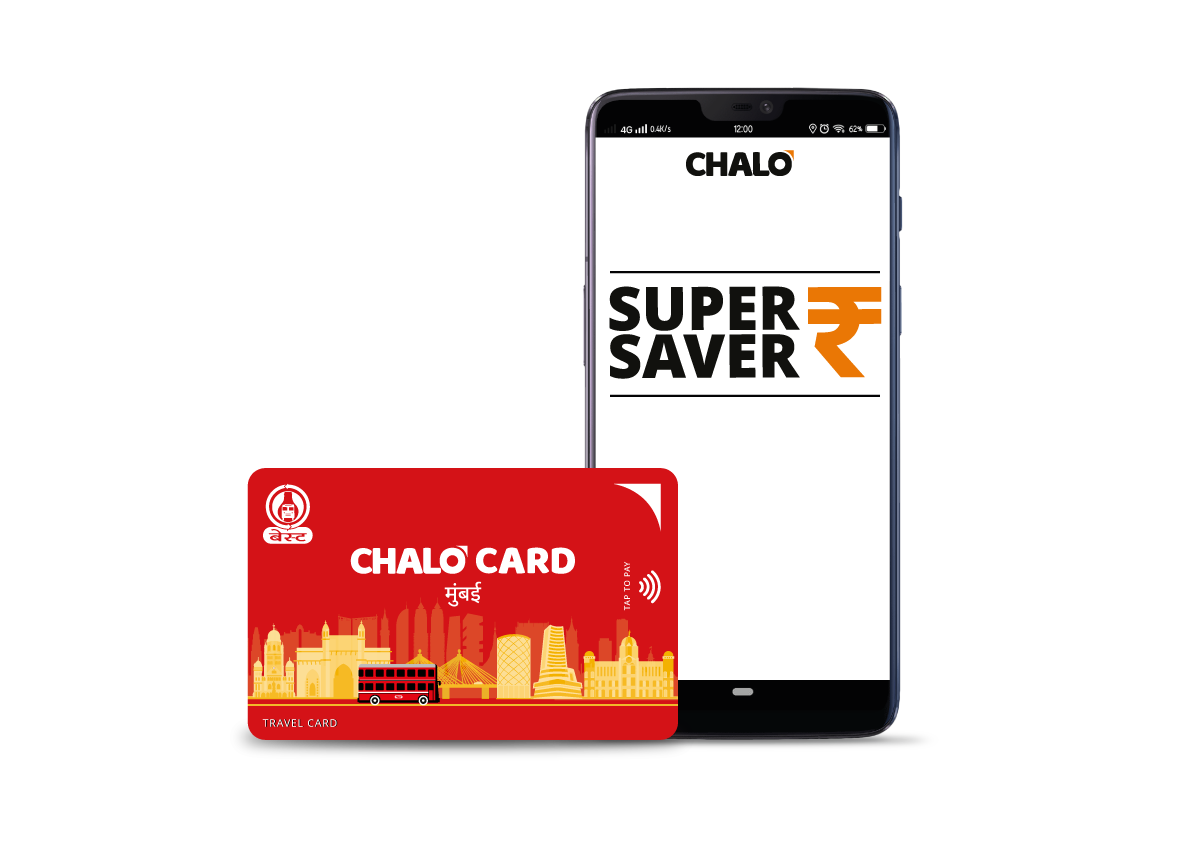 4G 0.4K/s 12:00 62%
CHALO
SUPER ₹
SAVER
बेस्ट
CHALO CARD
मुंबई
TAP TO PAY
TRAVEL CARD